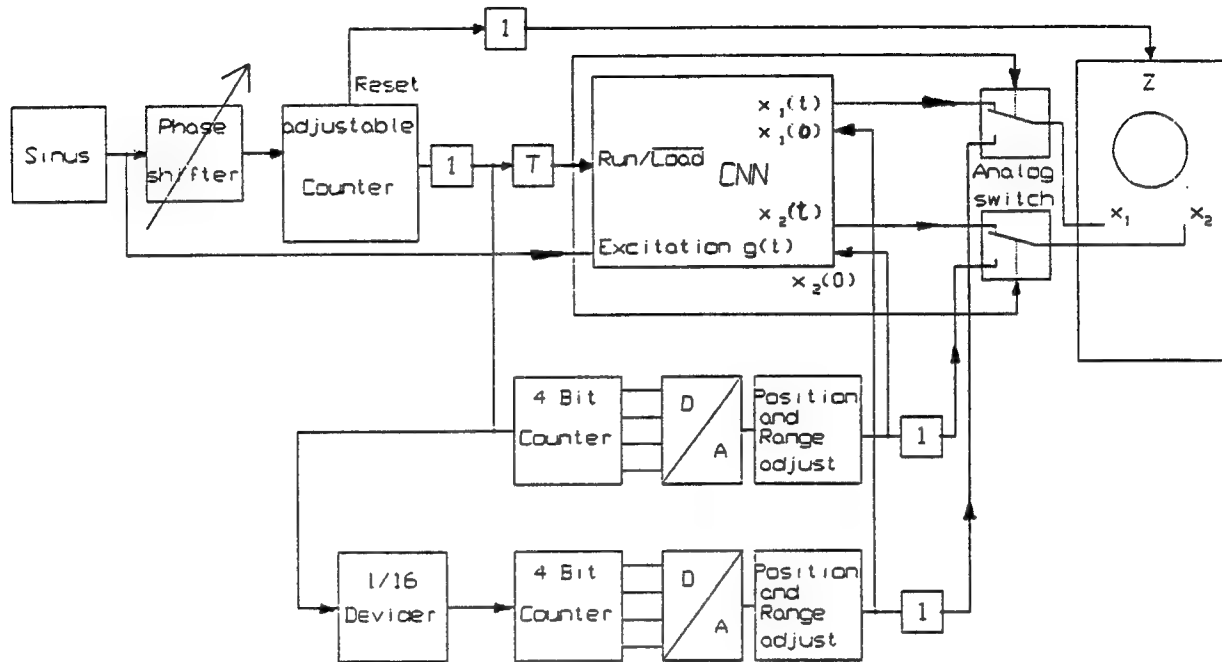 1
Reset
Z
Sinus
Phase
shifter
adjustable
Counter
1
T
Run/Load
CNN
x₁(t)
x₁(0)
x₂(t)
Excitation g(t)
x₂(0)
Analog
switch
x₁
x₂
4 Bit
Counter
D
A
Position
and
Range
adjust
1
1/16
Devider
4 Bit
Counter
D
A
Position
and
Range
adjust
1